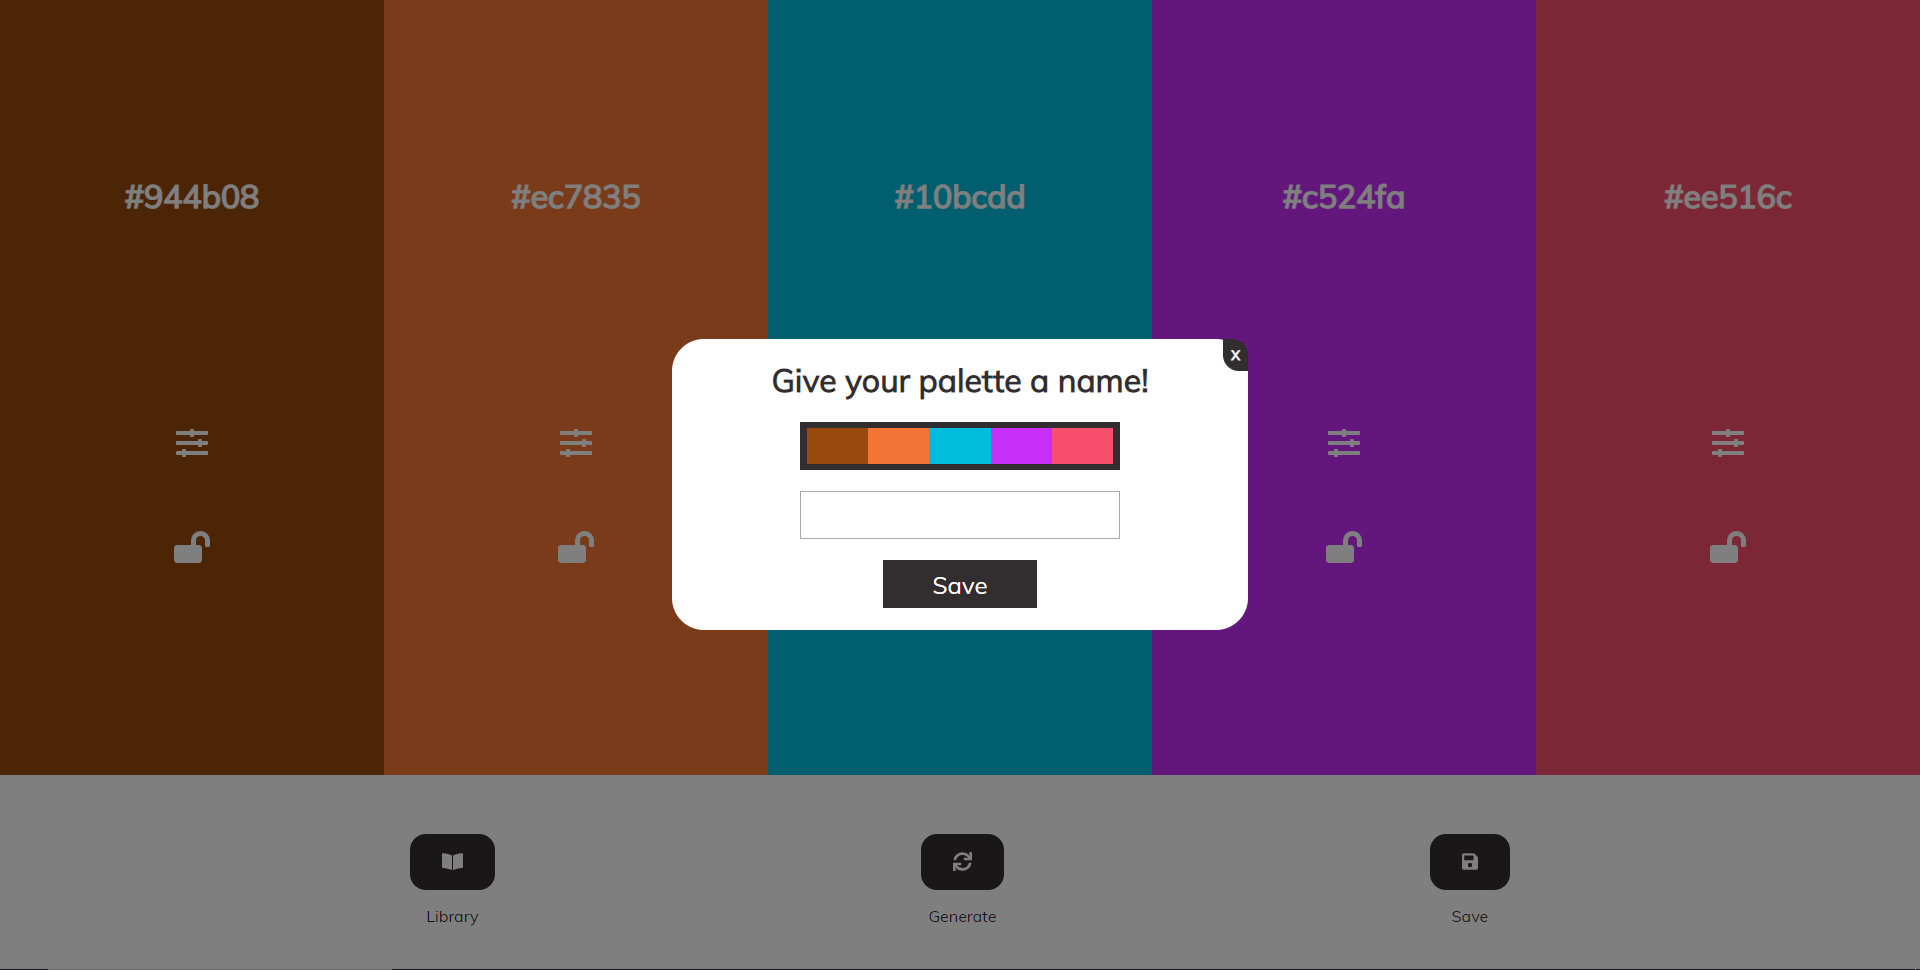 #944b08
#ec7835
#10bcdd
#c524fa
#ee516c
x
Give your palette a name!
Save
Library
Generate
Save